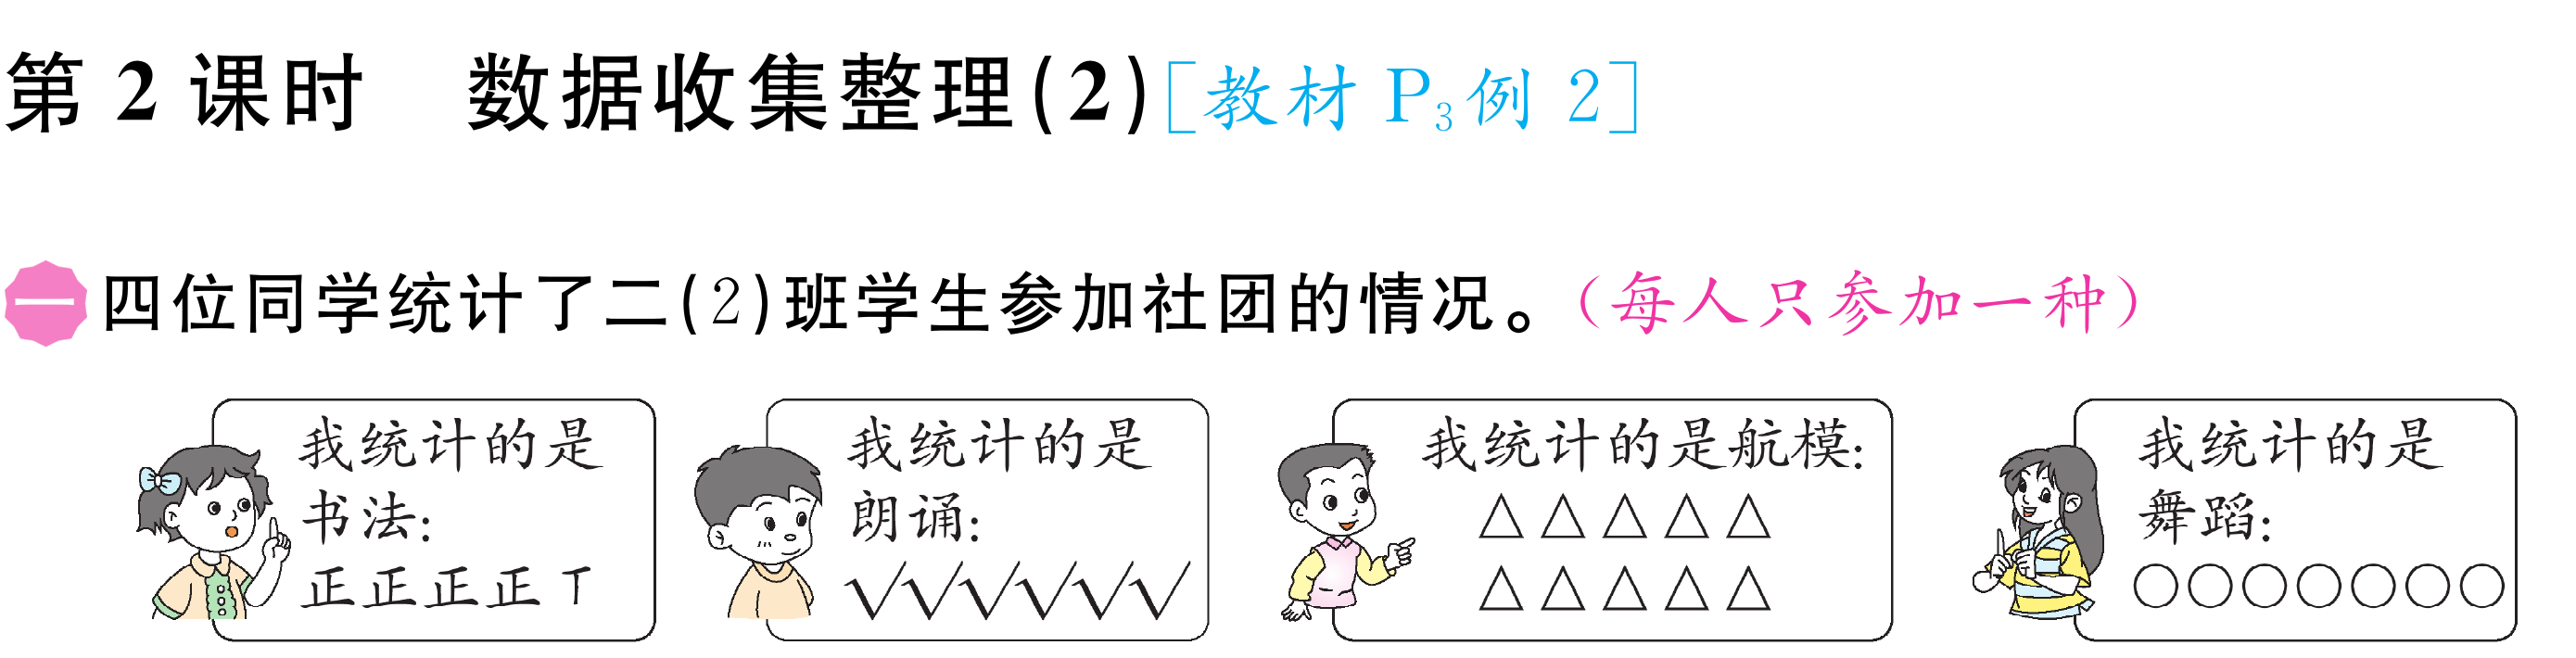 第 2 课时 数据收集整理(2)[教材 P₃例 2]
一 四位同学统计了二(2)班学生参加社团的情况。(每人只参加一种)
我统计的是
书法:
正正正正丅
我统计的是
朗诵:
√√√√√√
我统计的是航模:
△△△△△
△△△△△
我统计的是
舞蹈:
○○○○○○○